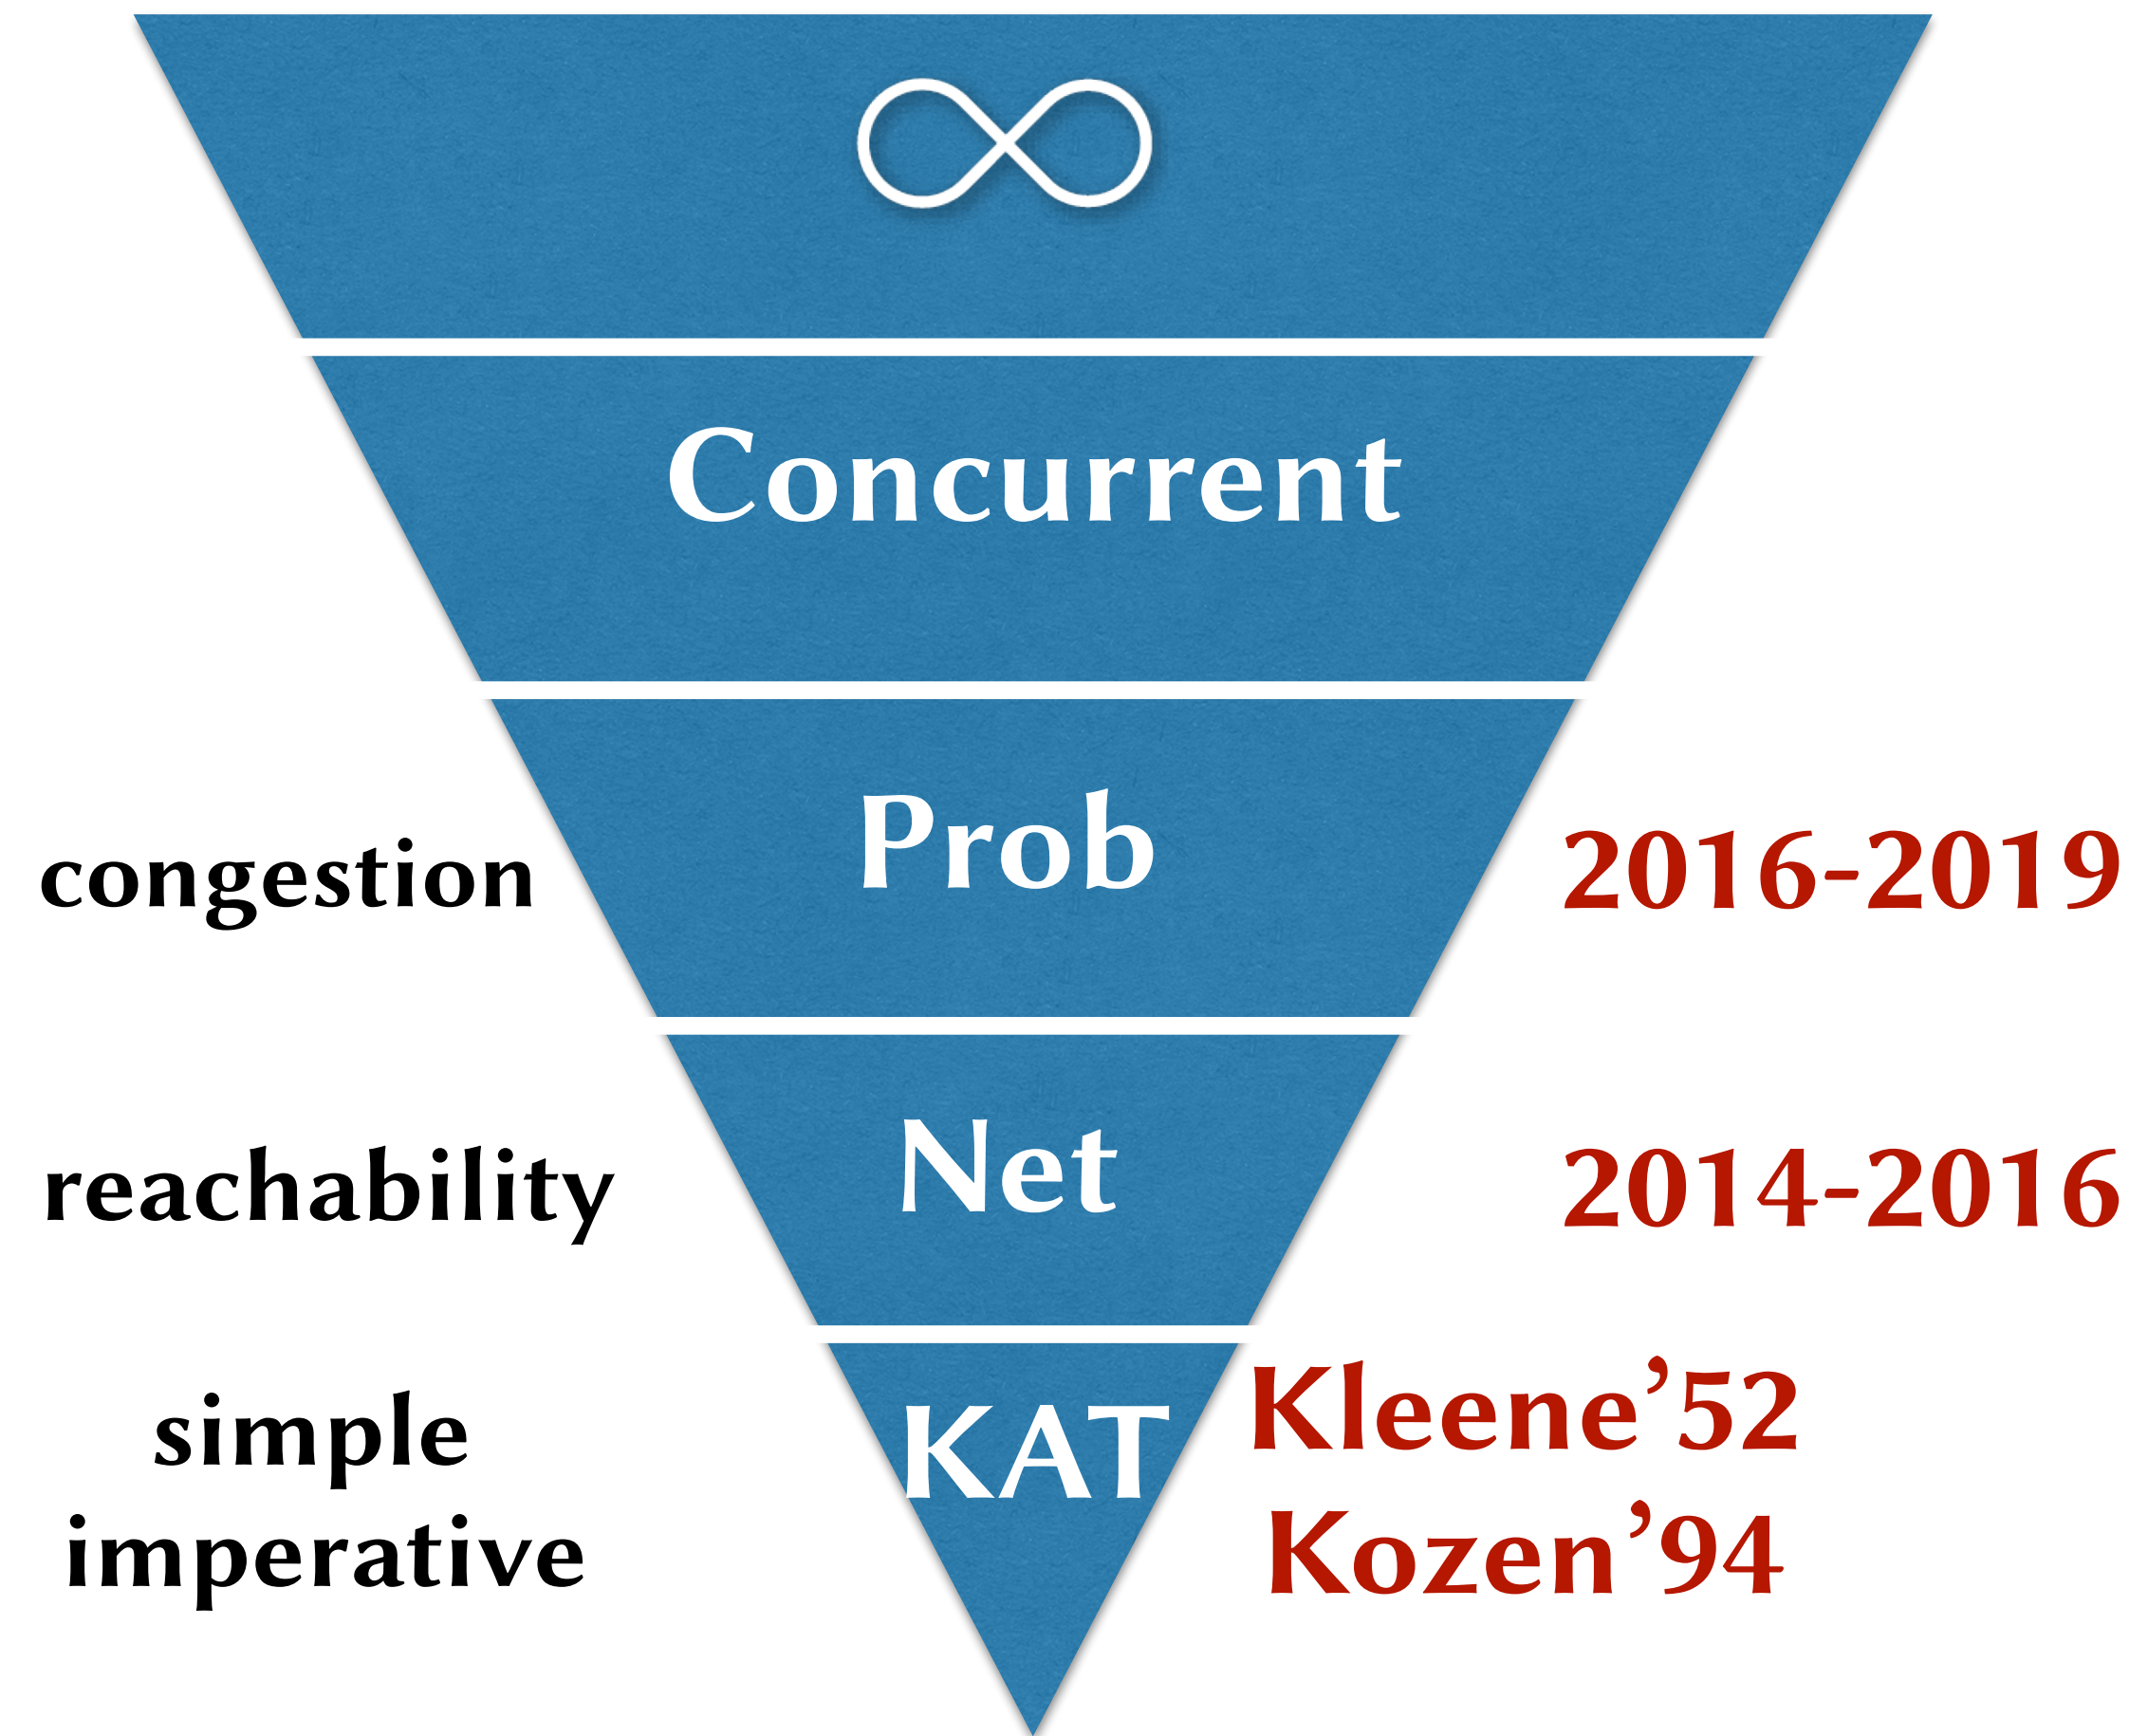 ∞
Concurrent
congestion
Prob
2016-2019
reachability
Net
2014-2016
simple
imperative
KAT
Kleene’52
Kozen’94